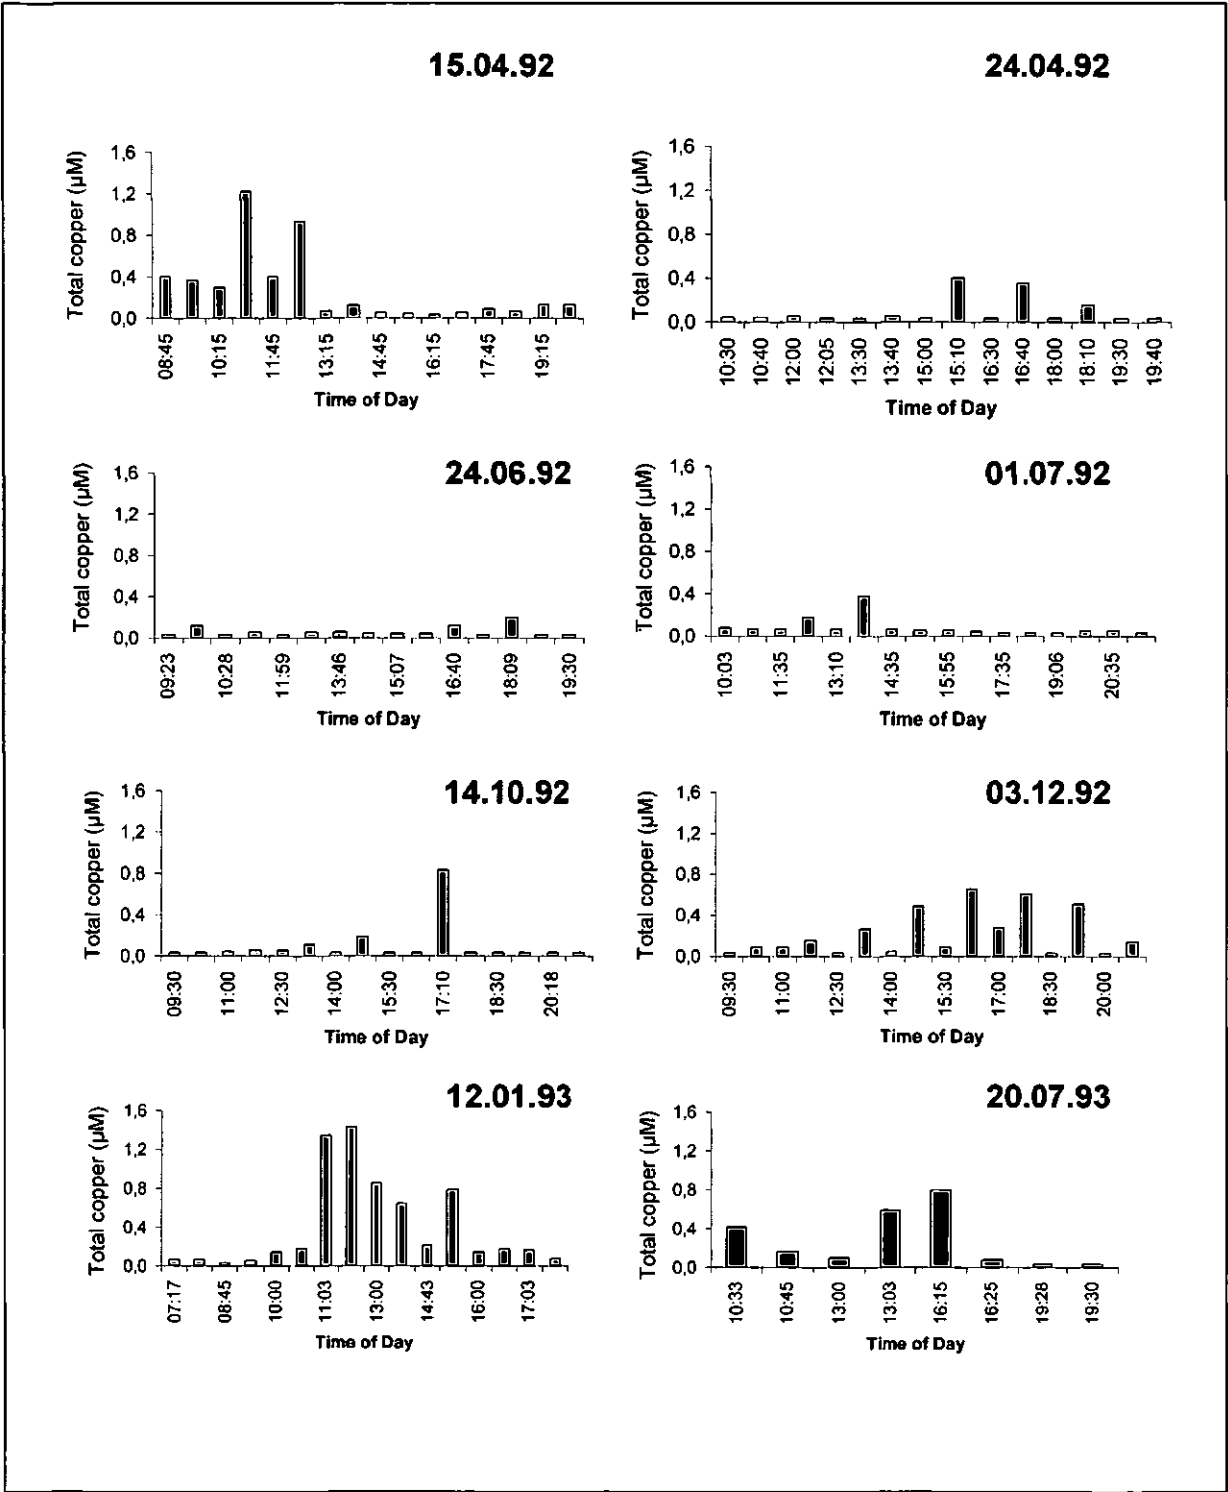 15.04.92
Total copper (µM)
1,6
1,2
0,8
0,4
0,0
08:45 10:15 11:45 13:15 14:45 16:15 17:45 19:15
Time of Day
24.04.92
Total copper (µM)
1,6
1,2
0,8
0,4
0,0
10:30 10:40 12:00 12:05 13:30 13:40 15:00 15:10 16:30 16:40 18:00 18:10 19:30 19:40
Time of Day
24.06.92
Total copper (µM)
1,6
1,2
0,8
0,4
0,0
09:23 10:28 11:59 13:46 15:07 16:40 18:09 19:30
Time of Day
01.07.92
Total copper (µM)
1,6
1,2
0,8
0,4
0,0
10:03 11:35 13:10 14:35 15:55 17:35 19:06 20:35
Time of Day
14.10.92
Total copper (µM)
1,6
1,2
0,8
0,4
0,0
09:30 11:00 12:30 14:00 15:30 17:10 18:30 20:18
Time of Day
03.12.92
Total copper (µM)
1,6
1,2
0,8
0,4
0,0
09:30 11:00 12:30 14:00 15:30 17:00 18:30 20:00
Time of Day
12.01.93
Total copper (µM)
1,6
1,2
0,8
0,4
0,0
07:17 08:45 10:00 11:03 13:00 14:43 16:00 17:03
Time of Day
20.07.93
Total copper (µM)
1,6
1,2
0,8
0,4
0,0
10:33 10:45 13:00 13:03 16:15 16:25 19:28 19:30
Time of Day